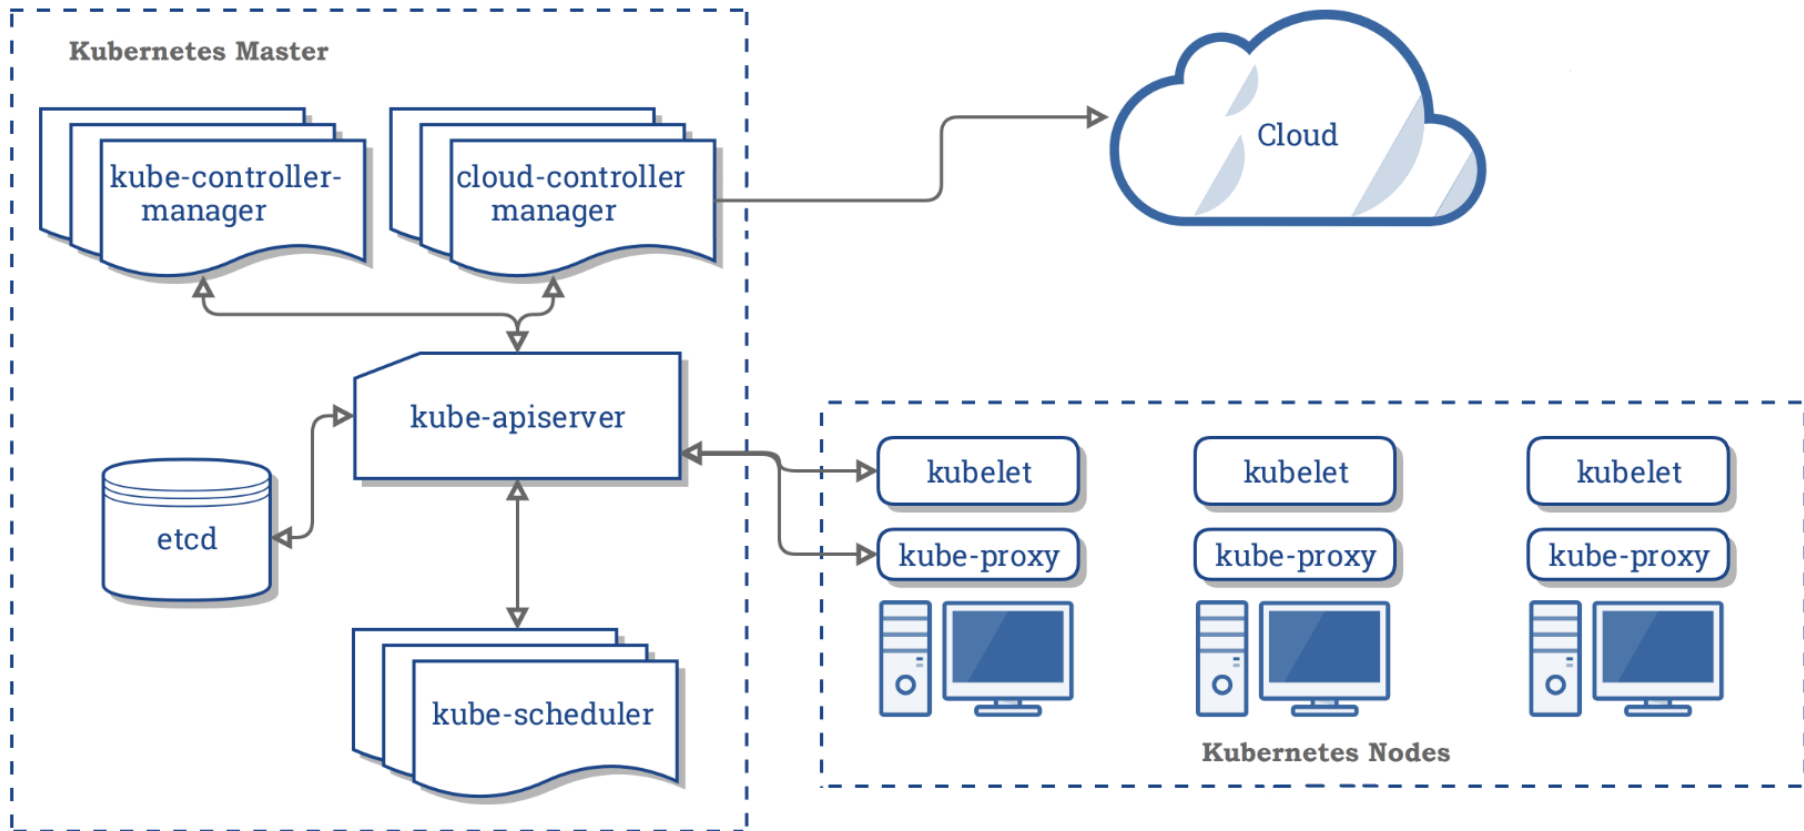 Kubernetes Master
kube-controller-
manager
cloud-controller
manager
Cloud
kube-apiserver
etcd
kube-scheduler
kubelet
kubelet
kubelet
kube-proxy
kube-proxy
kube-proxy
Kubernetes Nodes